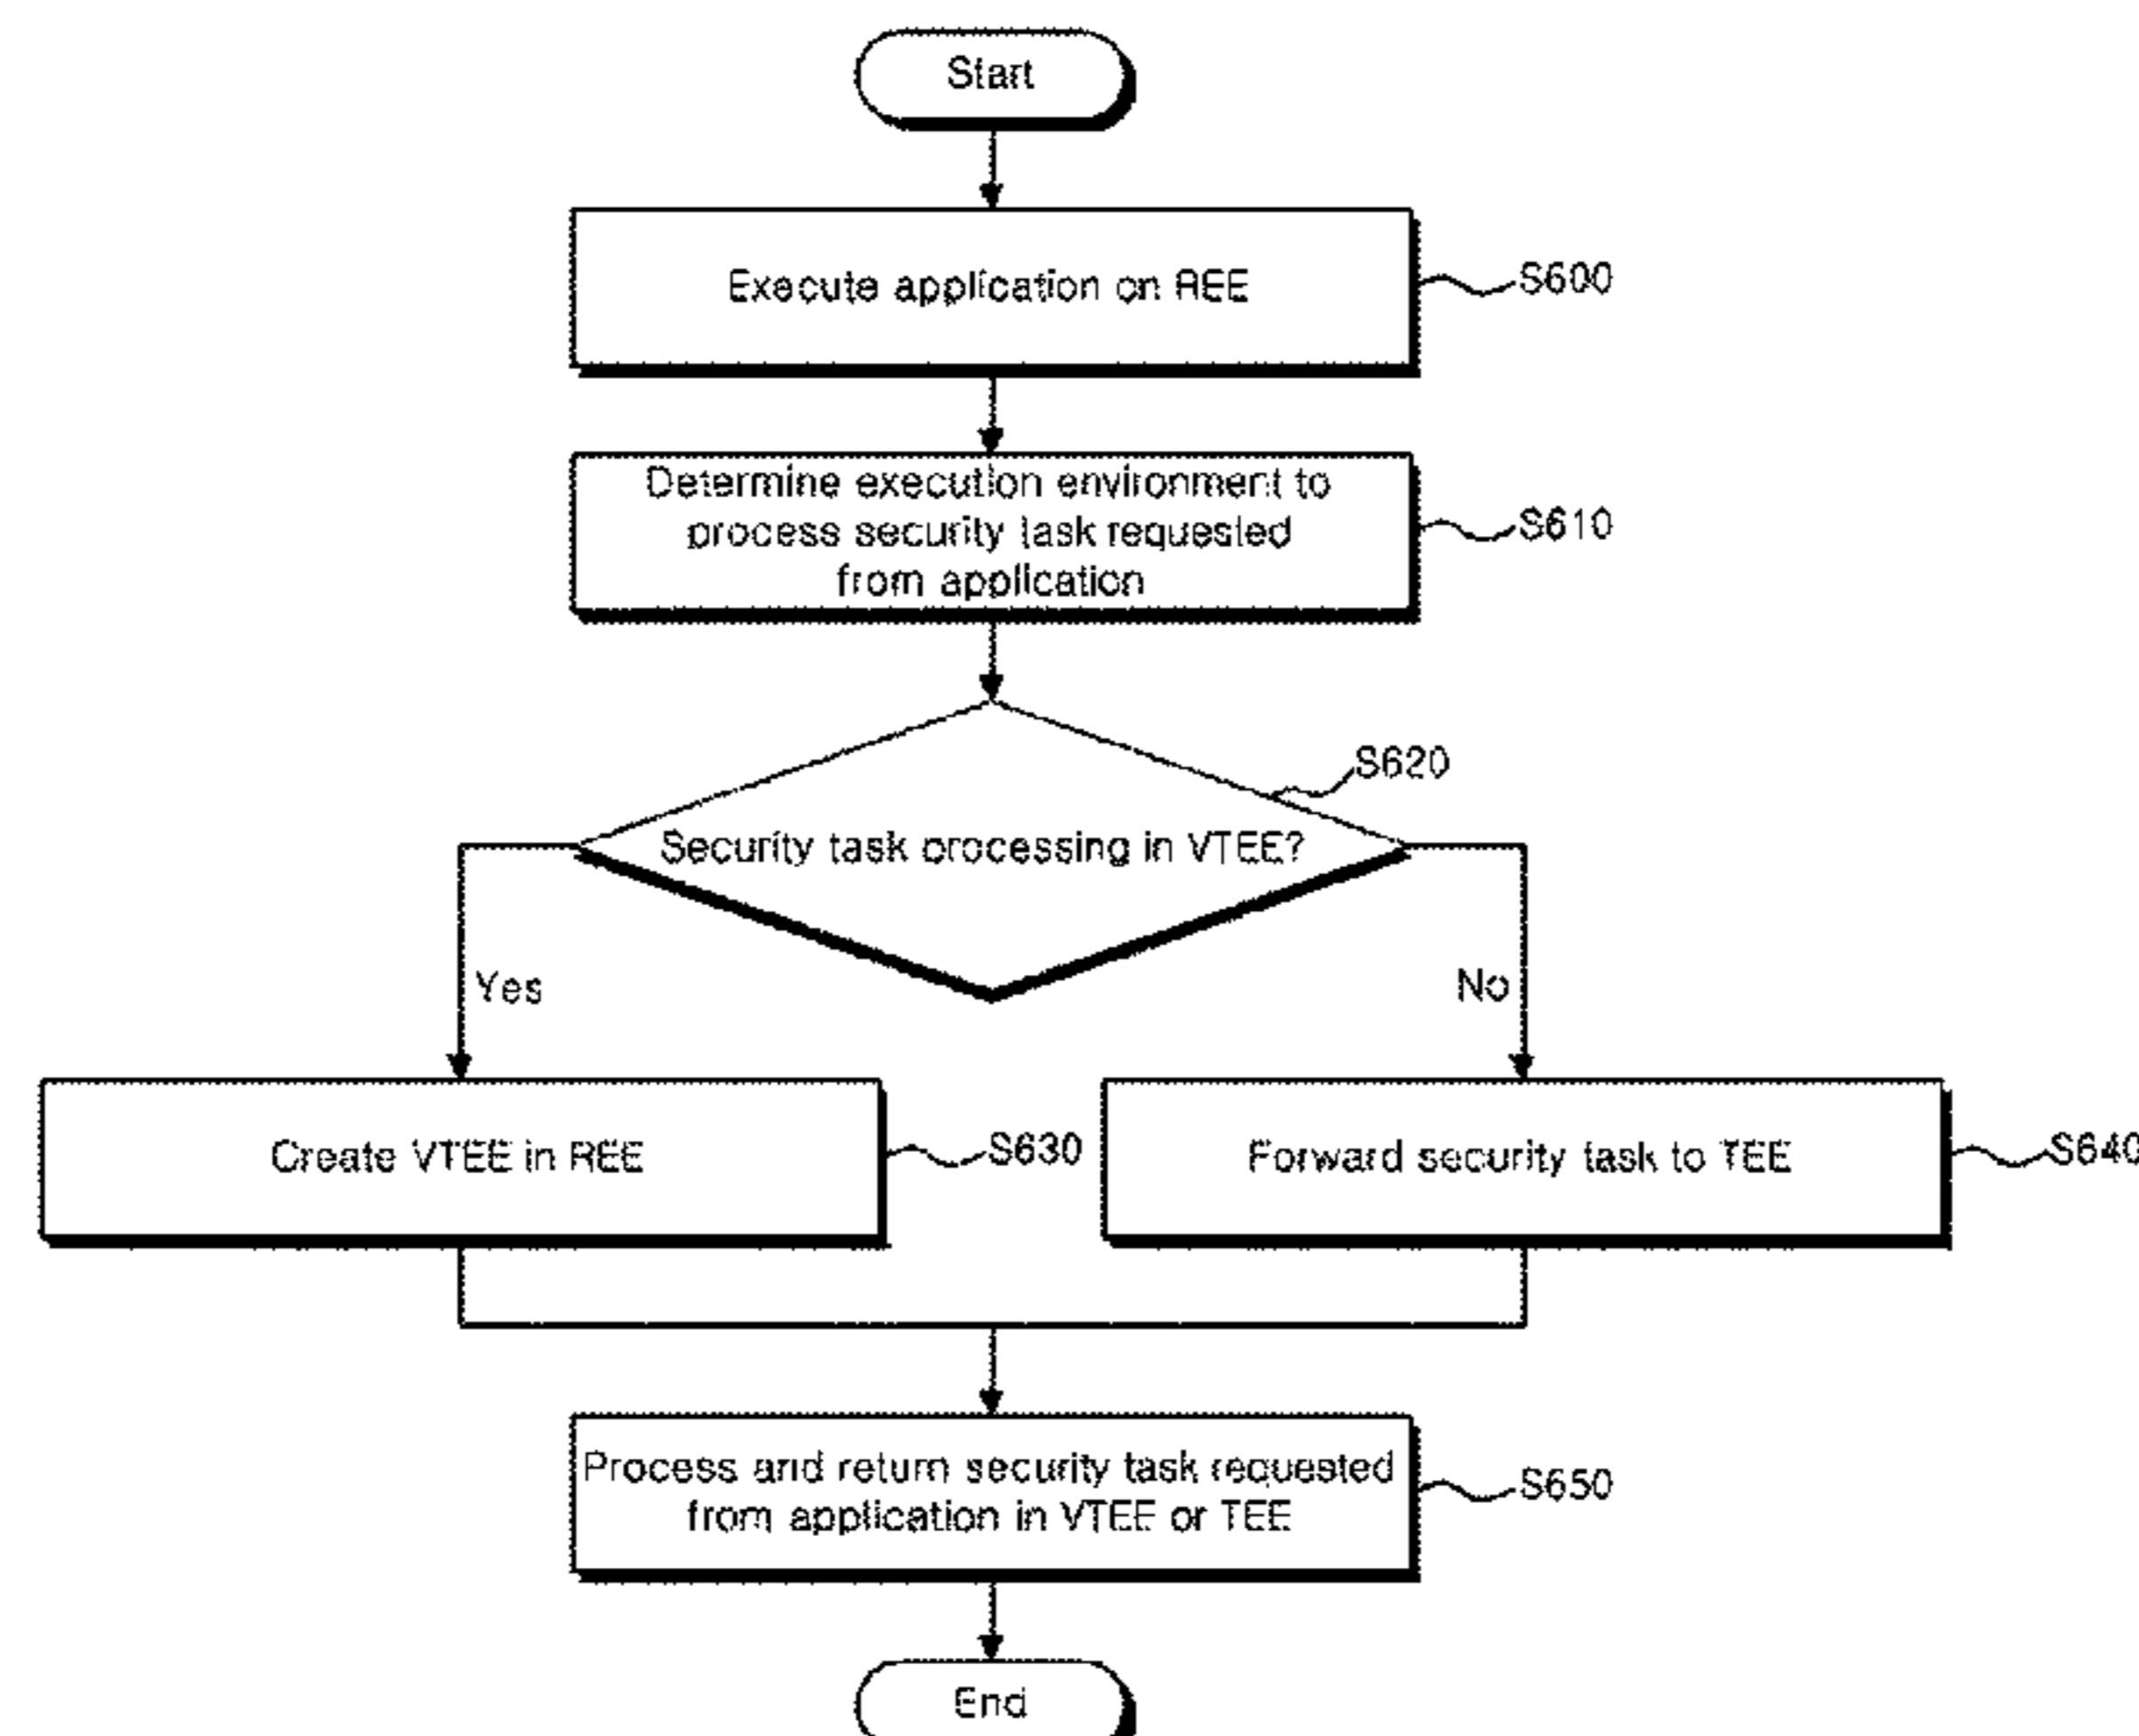 Start
Execute application on REE
S600
Determine execution environment to
process security task requested
from application
S610
S620
Security task processing in VTEE?
Yes
No
Create VTEE in REE
S630
Forward security task to TEE
S640
Process and return security task requested
from application in VTEE or TEE
S650
End